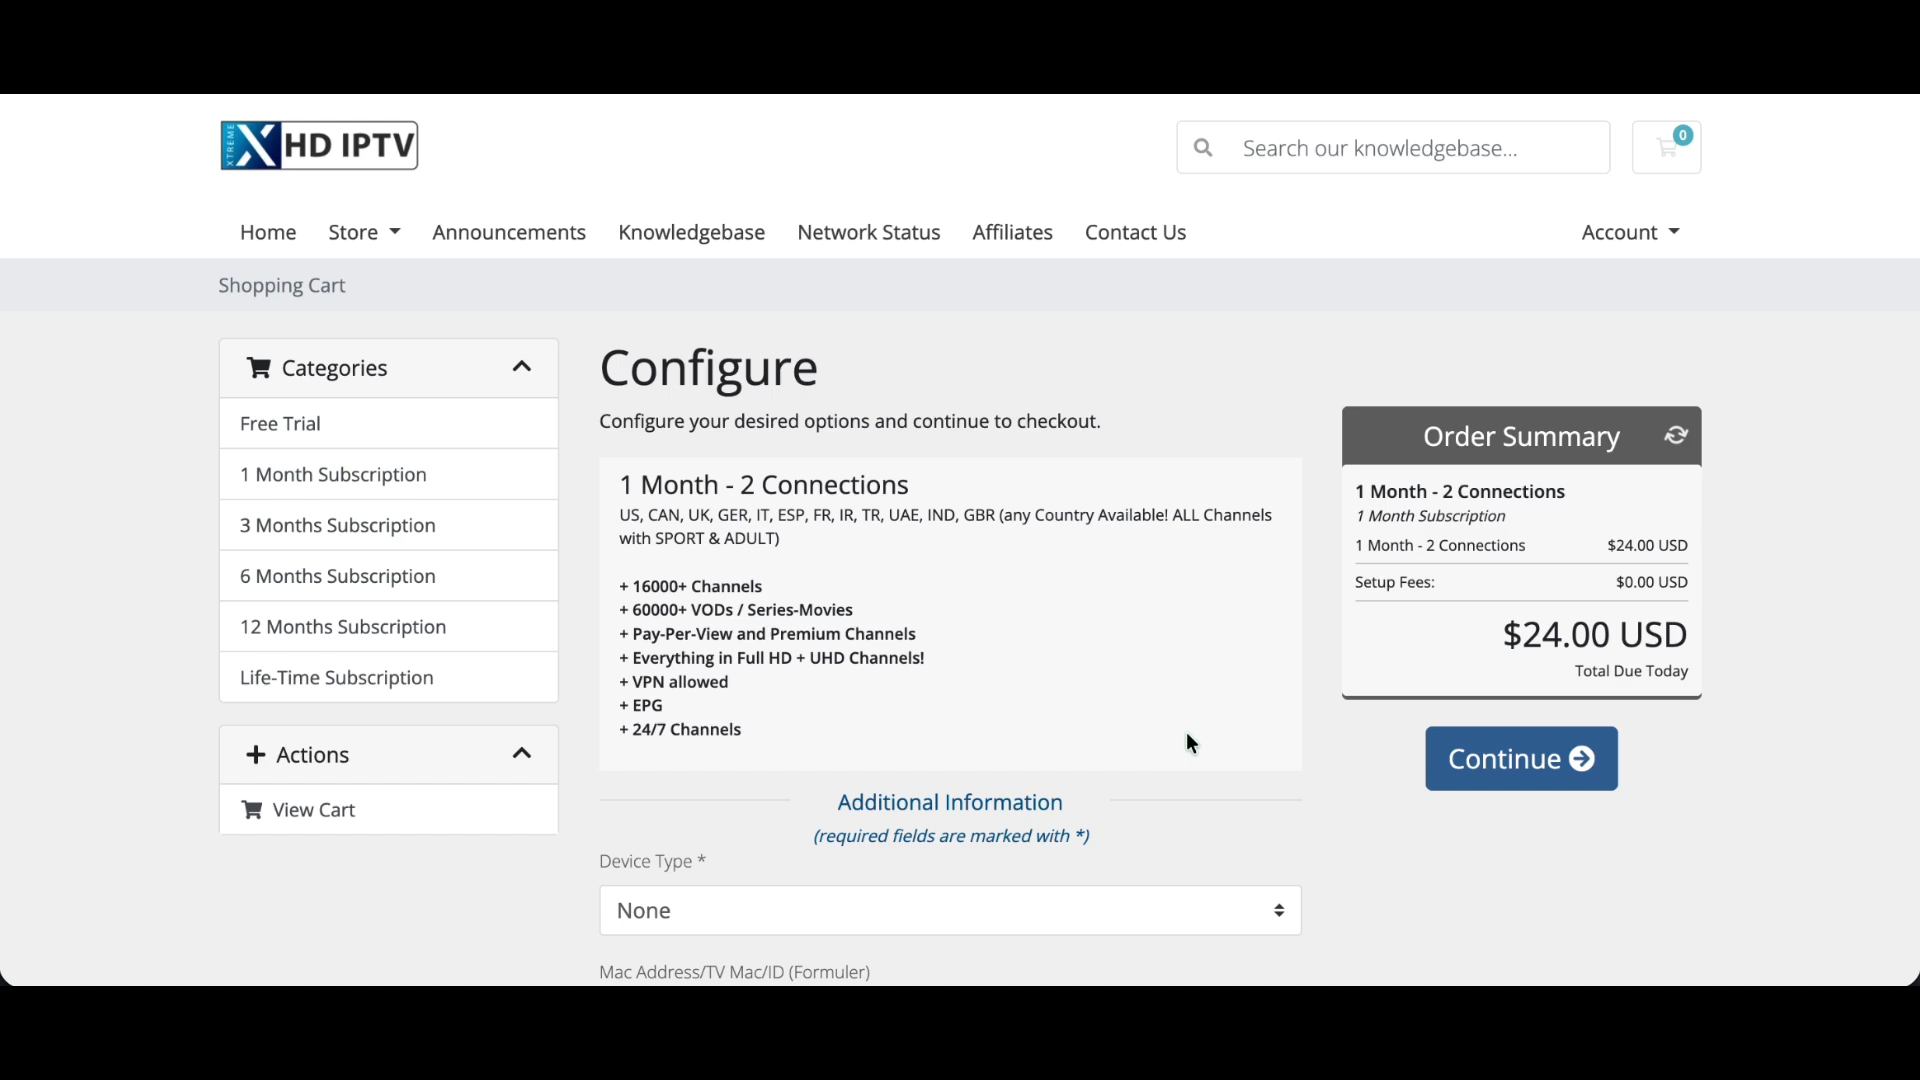 XTREME X HD IPTV
Search our knowledgebase...
0
Home Store Announcements Knowledgebase Network Status Affiliates Contact Us Account
Shopping Cart
Categories
Free Trial
1 Month Subscription
3 Months Subscription
6 Months Subscription
12 Months Subscription
Life-Time Subscription
Actions
View Cart
Configure
Configure your desired options and continue to checkout.
1 Month - 2 Connections
US, CAN, UK, GER, IT, ESP, FR, IR, TR, UAE, IND, GBR (any Country Available! ALL Channels
with SPORT & ADULT)
+ 16000+ Channels
+ 60000+ VODs / Series-Movies
+ Pay-Per-View and Premium Channels
+ Everything in Full HD + UHD Channels!
+ VPN allowed
+ EPG
+ 24/7 Channels
Additional Information
(required fields are marked with *)
Device Type *
None
Mac Address/TV Mac/ID (Formuler)
Order Summary
1 Month - 2 Connections
1 Month Subscription
1 Month - 2 Connections $24.00 USD
Setup Fees: $0.00 USD
$24.00 USD
Total Due Today
Continue